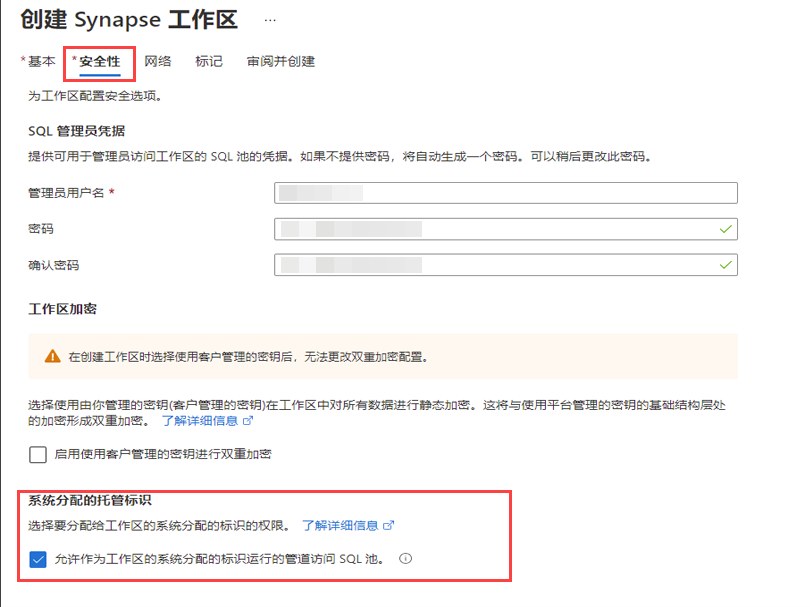 创建 Synapse 工作区 ...
* 基本 * 安全性 网络 标记 审阅并创建
为工作区配置安全选项。
SQL 管理员凭据
提供可用于管理员访问工作区的 SQL 池的凭据。如果不提供密码，将自动生成一个密码。可以稍后更改此密码。
管理员用户名 *
密码
确认密码
工作区加密
在创建工作区时选择使用客户管理的密钥后，无法更改双重加密配置。
选择使用由你管理的密钥(客户管理的密钥)在工作区中对所有数据进行静态加密。这将与使用平台管理的密钥的基础结构层处
的加密形成双重加密。 了解详细信息
启用使用客户管理的密钥进行双重加密
系统分配的托管标识
选择要分配给工作区的系统分配的标识的权限。 了解详细信息
允许作为工作区的系统分配的标识运行的管道访问 SQL 池。